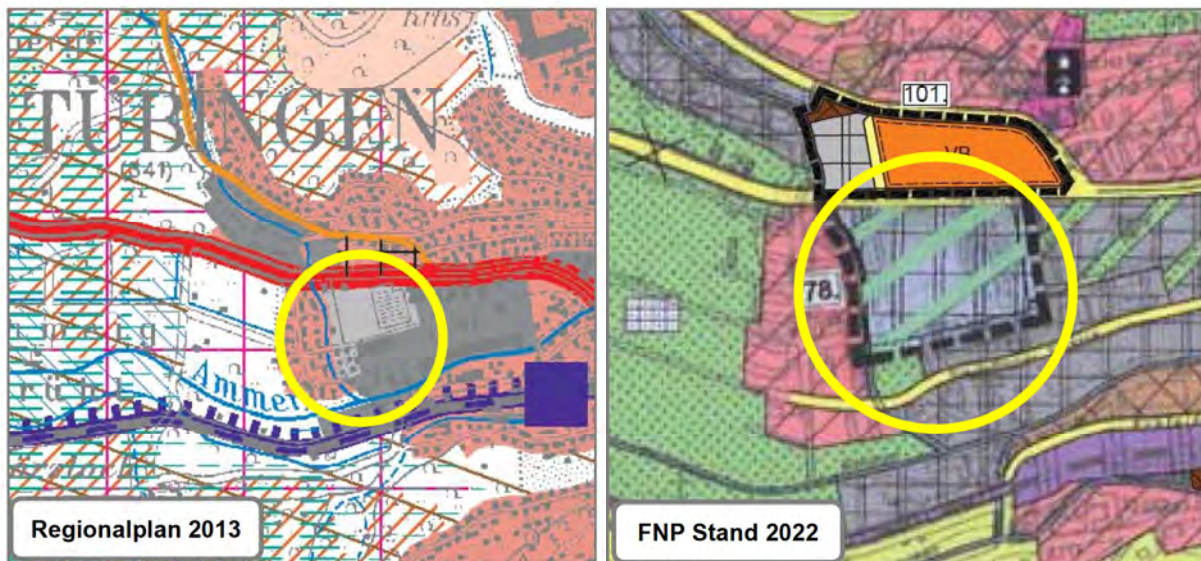 TÜBINGEN
(341)
Ammer
Regionalplan 2013
101.
VB
78.
FNP Stand 2022